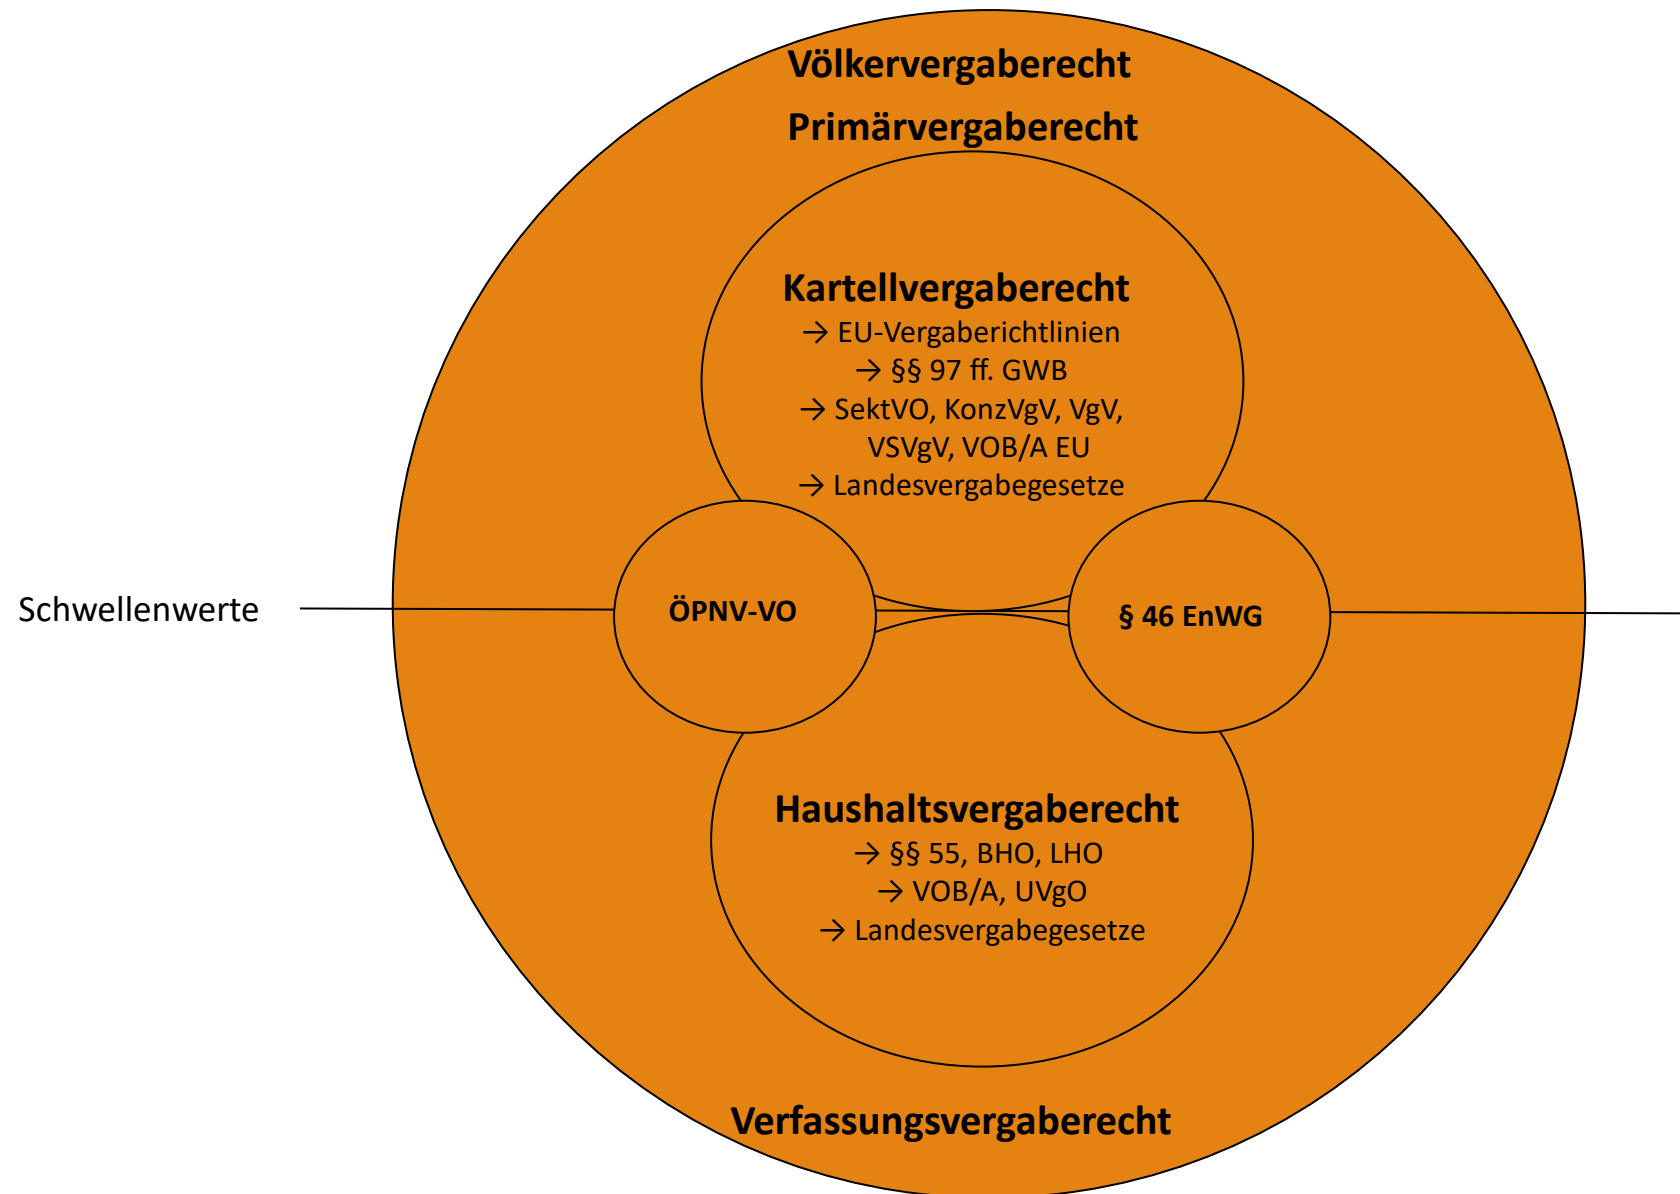 Völkervergaberecht
Primärvergaberecht
Kartellvergaberecht
→ EU-Vergaberichtlinien
→ §§ 97 ff. GWB
→ SektVO, KonzVgV, VgV,
VSVgV, VOB/A EU
→ Landesvergabegesetze
Schwellenwerte
ÖPNV-VO
§ 46 EnWG
Haushaltsvergaberecht
→ §§ 55, BHO, LHO
→ VOB/A, UVgO
→ Landesvergabegesetze
Verfassungsvergaberecht